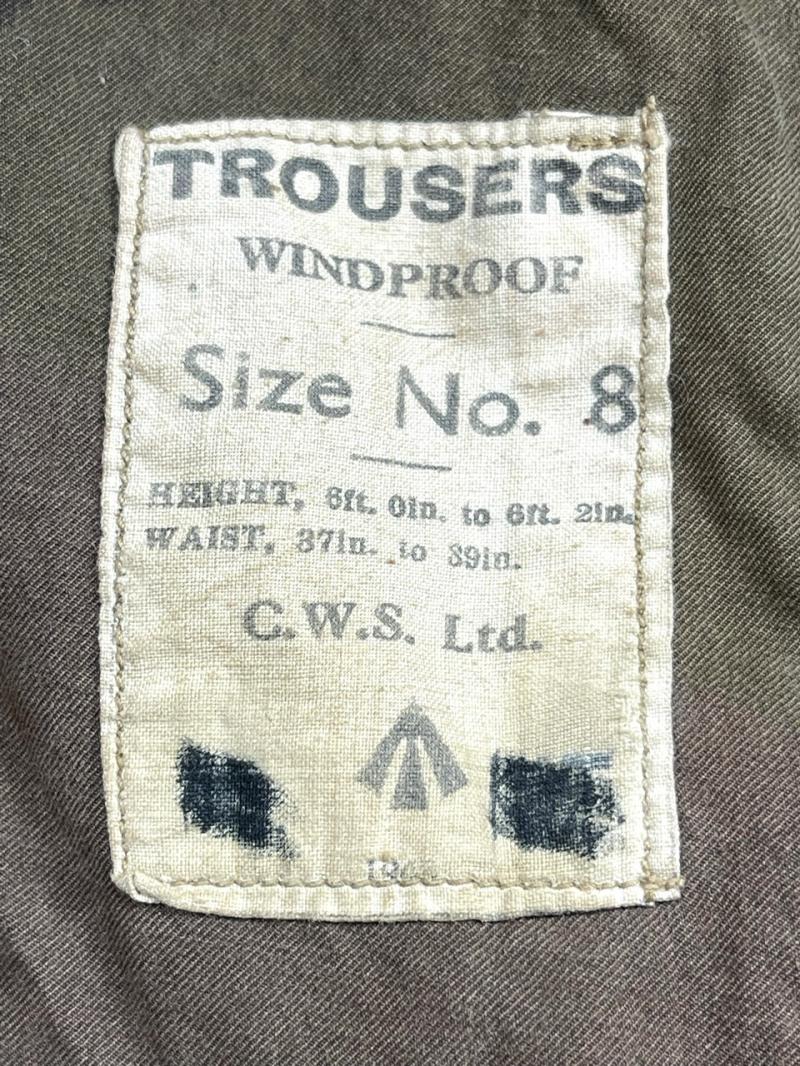 TROUSERS
WINDPROOF
Size No. 8
HEIGHT, 6ft. 0in. to 6ft. 2in.
WAIST, 37in. to 39in.
C.W.S. Ltd.